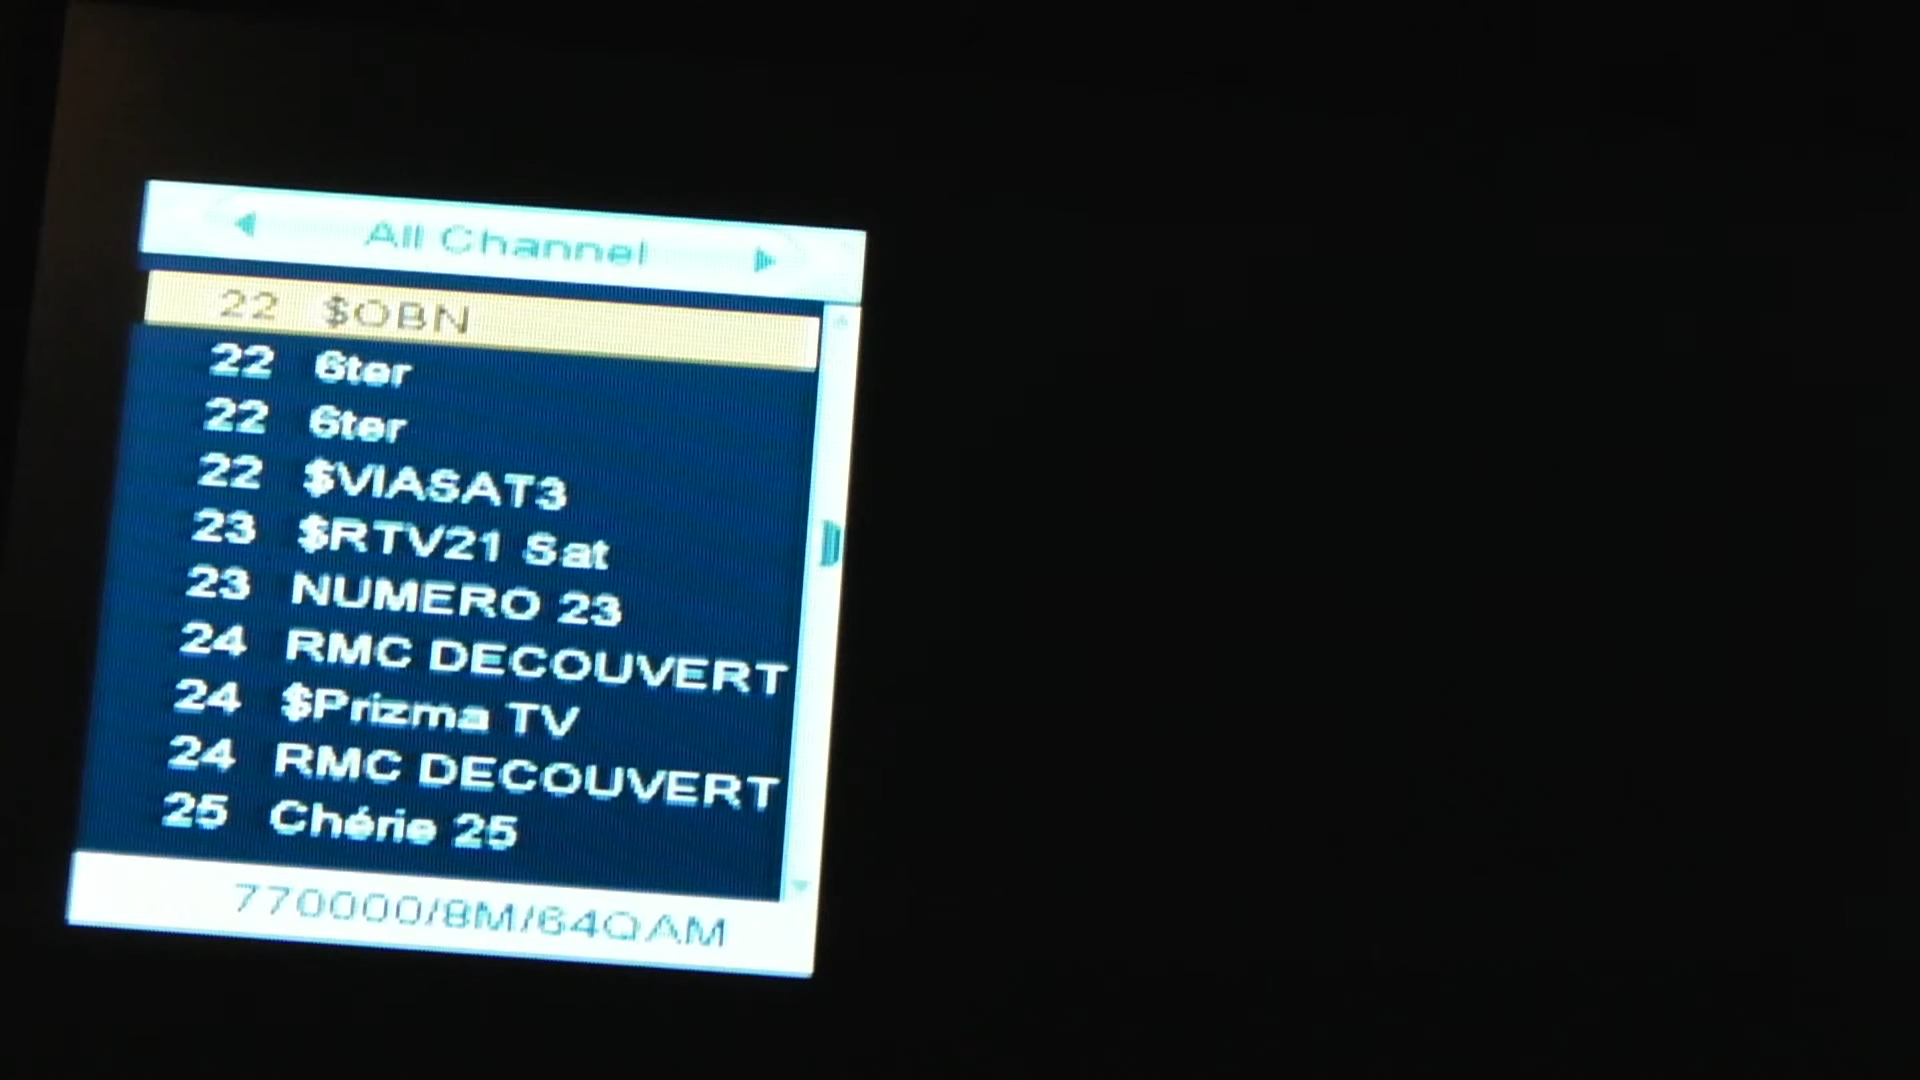 All Channel
22 $OBN
22 6ter
22 6ter
22 $VIASAT3
23 $RTV21 Sat
23 NUMERO 23
24 RMC DECOUVERT
24 $Prizma TV
24 RMC DECOUVERT
25 Chérie 25
770000/8M/64QAM